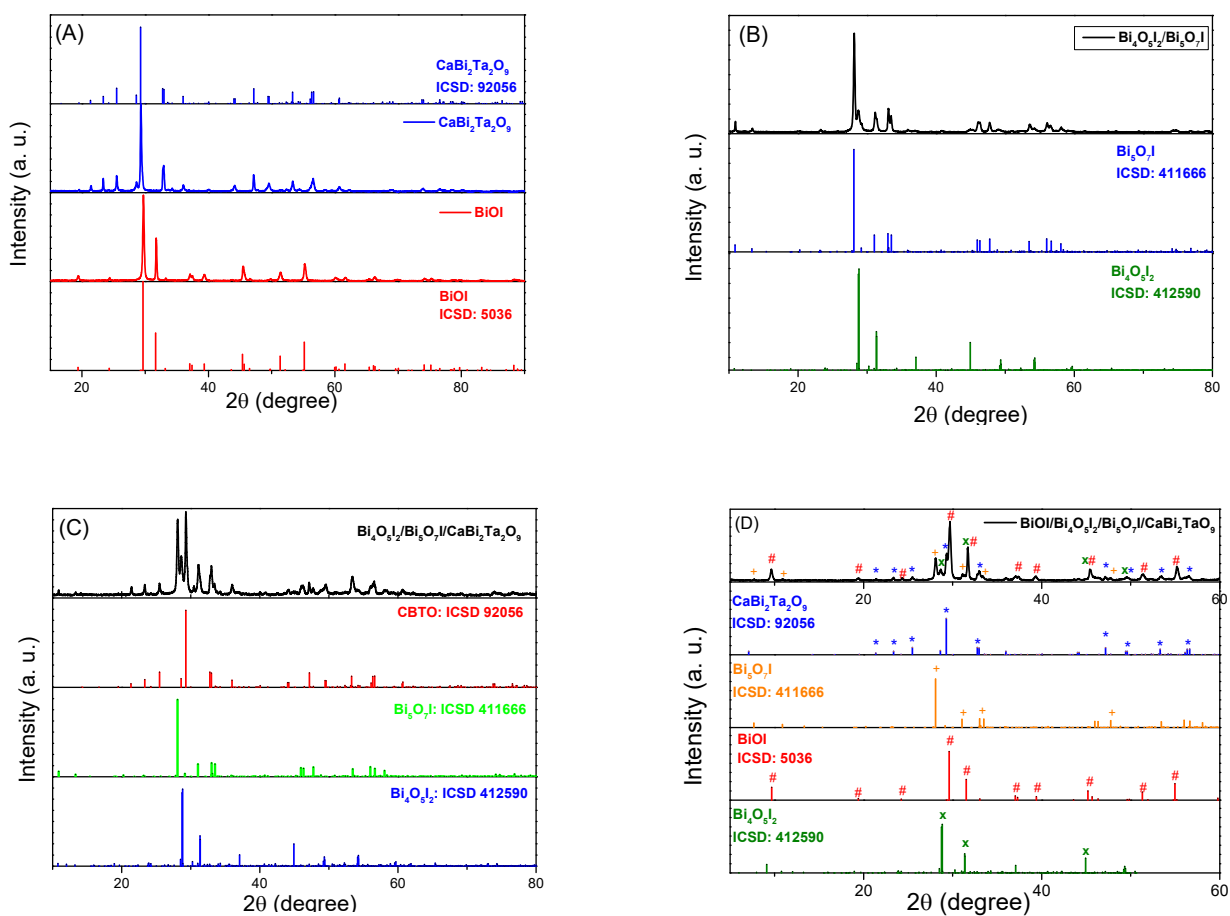 (A)
CaBi₂Ta₂O₉
ICSD: 92056
CaBi₂Ta₂O₉
BiOI
BiOI
ICSD: 5036
Intensity (a. u.)
20 40 60 80
2θ (degree)
(B)
Bi₄O₅I₂/Bi₅O₇I
Bi₅O₇I
ICSD: 411666
Bi₄O₅I₂
ICSD: 412590
Intensity (a. u.)
20 40 60 80
2θ (degree)
(C)
Bi₄O₅I₂/Bi₅O₇I/CaBi₂Ta₂O₉
CBTO: ICSD 92056
Bi₅O₇I: ICSD 411666
Bi₄O₅I₂: ICSD 412590
Intensity (a. u.)
20 40 60 80
2θ (degree)
(D)
BiOI/Bi₄O₅I₂/Bi₅O₇I/CaBi₂TaO₉
20 40 60
CaBi₂Ta₂O₉
ICSD: 92056
Bi₅O₇I
ICSD: 411666
BiOI
ICSD: 5036
Bi₄O₅I₂
ICSD: 412590
Intensity (a. u.)
20 40 60
2θ (degree)